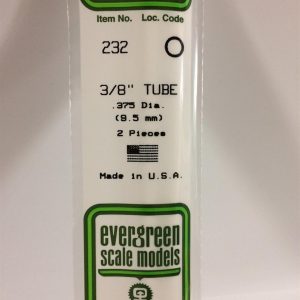 Item No. Loc. Code
232 O
3/8" TUBE
.375 Dia.
(9.5 mm)
2 Pieces
Made in U.S.A.
evergreen
scale models